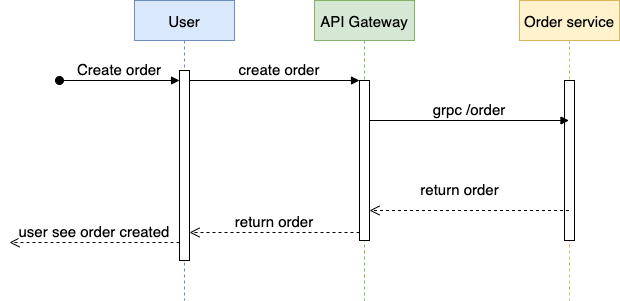 User
API Gateway
Order service
Create order
create order
grpc /order
return order
return order
user see order created